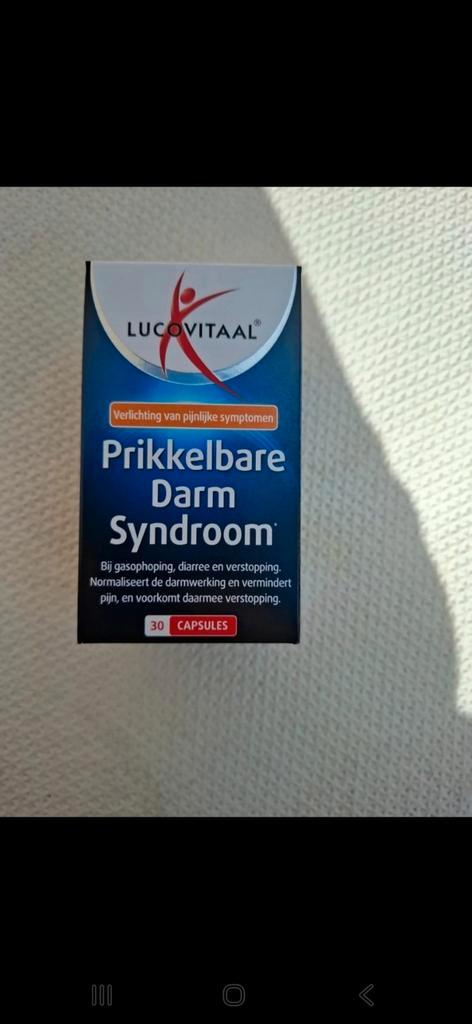 LUCOVITAAL®
Verlichting van pijnlijke symptomen
Prikkelbare
Darm
Syndroom*
Bij gasophoping, diarree en verstopping.
Normaliseert de darmwerking en vermindert
pijn, en voorkomt daarmee verstopping.
30 CAPSULES